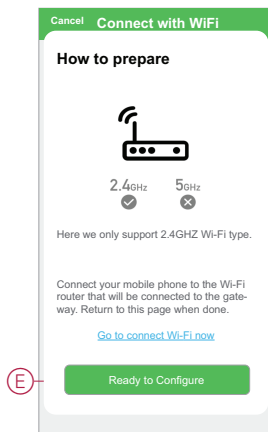 Cancel Connect with WiFi
How to prepare
2.4GHz 5GHz
Here we only support 2.4GHZ Wi-Fi type.
Connect your mobile phone to the Wi-Fi
router that will be connected to the gate-
way. Return to this page when done.
Go to connect Wi-Fi now
E Ready to Configure